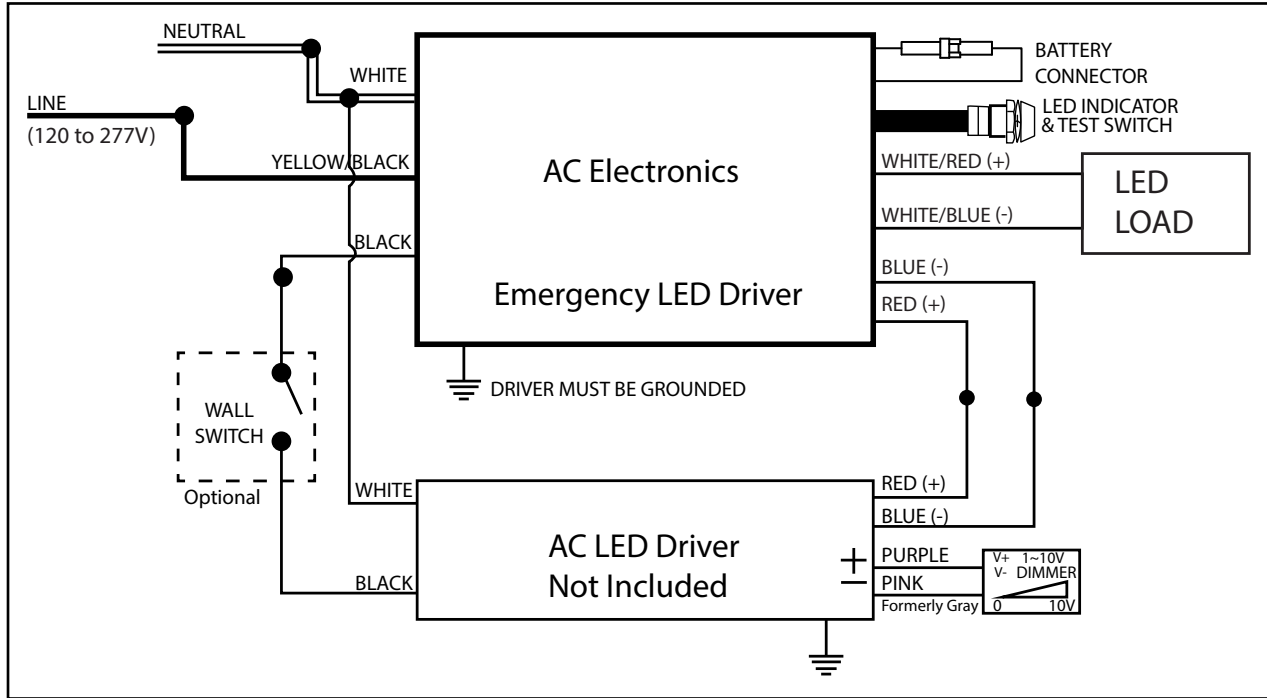 NEUTRAL
WHITE
LINE
(120 to 277V)
YELLOW/BLACK
BLACK
AC Electronics
Emergency LED Driver
BATTERY
CONNECTOR
LED INDICATOR
& TEST SWITCH
WHITE/RED (+)
WHITE/BLUE (-)
LED
LOAD
BLUE (-)
RED (+)
DRIVER MUST BE GROUNDED
WALL
SWITCH
Optional
WHITE
BLACK
AC LED Driver
Not Included
RED (+)
BLUE (-)
+ PURPLE
− PINK
Formerly Gray
V+ 1~10V
V- DIMMER
0 10V